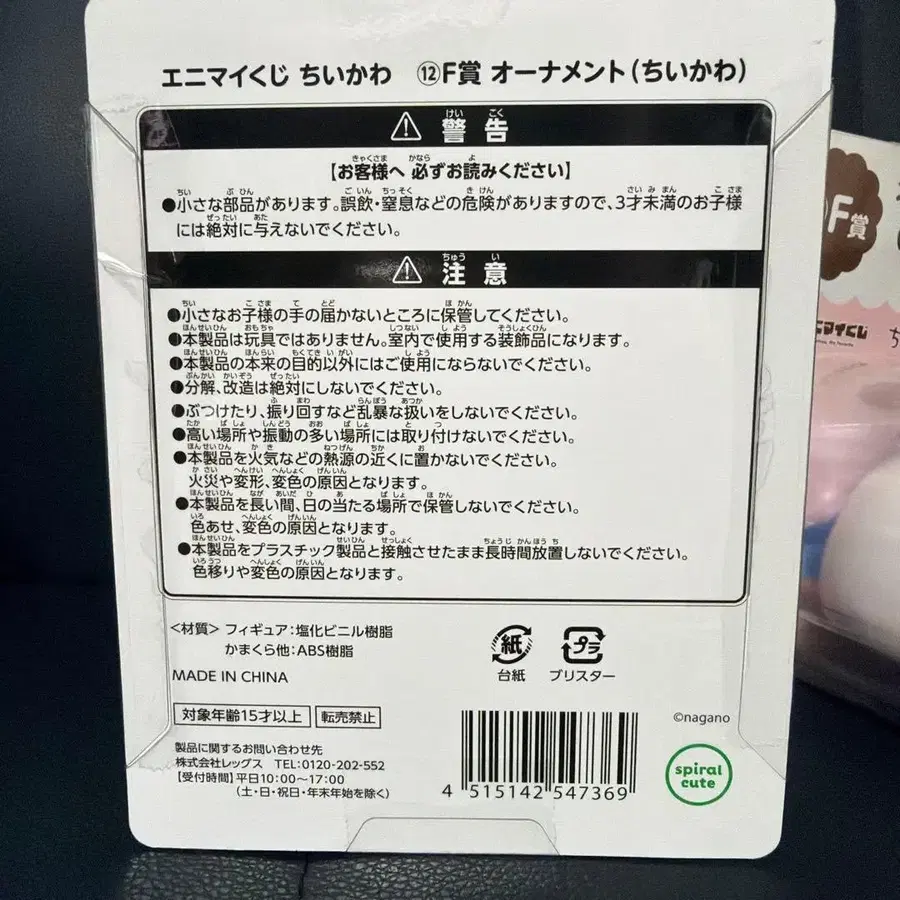 エニマイくじ ちいかわ ⑫F賞 オーナメント(ちいかわ)
⚠ 警告
【お客様へ 必ずお読みください】
●小さな部品があります。誤飲・窒息などの危険がありますので、3才未満のお子様
には絶対に与えないでください。
⚠ 注意
●小さなお子様の手の届かないところに保管してください。
●本製品は玩具ではありません。室内で使用する装飾品になります。
●本製品の本来の目的以外にはご使用にならないでください。
●分解、改造は絶対にしないでください。
●ぶつけたり、振り回すなど乱暴な扱いをしないでください。
●高い場所や振動の多い場所には取り付けないでください。
●本製品を火気などの熱源の近くに置かないでください。
火災や変形、変色の原因となります。
●本製品を長い間、日の当たる場所で保管しないでください。
色あせ、変色の原因となります。
●本製品をプラスチック製品と接触させたまま長時間放置しないでください。
色移りや変色の原因となります。
<材質> フィギュア:塩化ビニル樹脂
かまくら他:ABS樹脂
MADE IN CHINA
紙
台紙
プラ
ブリスター
対象年齢15才以上
転売禁止
製品に関するお問い合わせ先
株式会社レッグス TEL:0120-202-552
【受付時間】平日10:00〜17:00
(土・日・祝日・年末年始を除く)
4 515142 547369
©nagano
spiral
cute
F賞
ニマイくじ